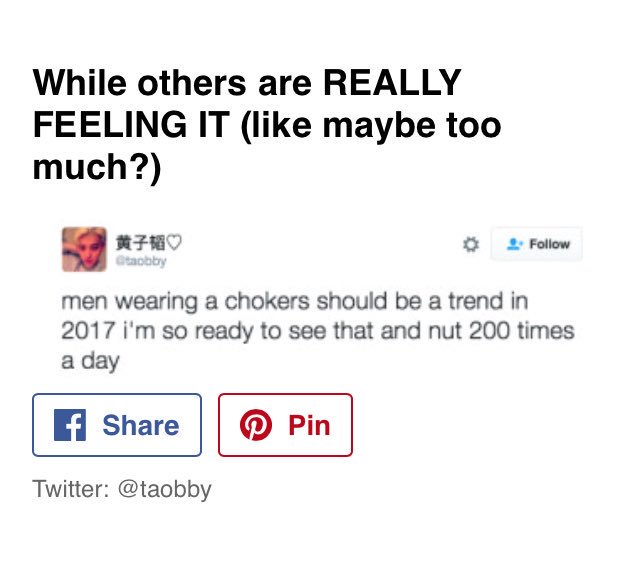 While others are REALLY
FEELING IT (like maybe too
much?)
黄子韬♡
@taobby
Follow
men wearing a chokers should be a trend in
2017 i'm so ready to see that and nut 200 times
a day
Share
Pin
Twitter: @taobby